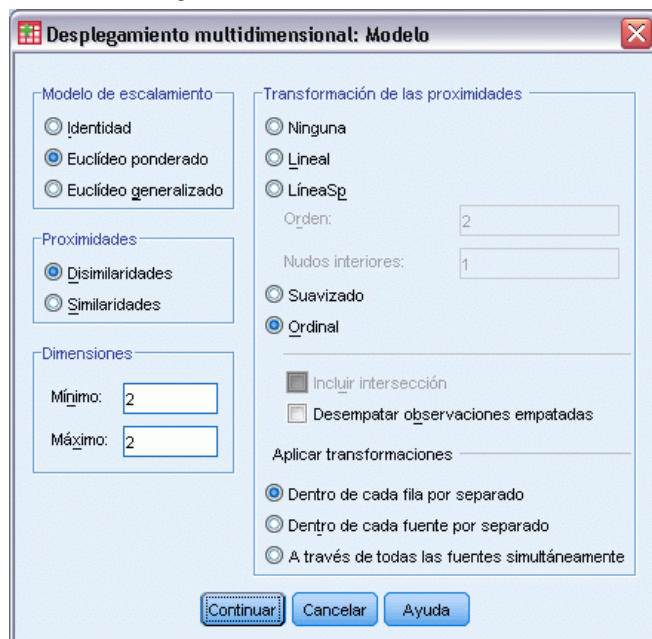 Desplegamiento multidimensional: Modelo
Modelo de escalamiento
Identidad
Euclídeo ponderado
Euclídeo generalizado
Proximidades
Disimilaridades
Similaridades
Dimensiones
Mínimo: 2
Máximo: 2
Transformación de las proximidades
Ninguna
Lineal
LíneaSp
Orden: 2
Nudos interiores: 1
Suavizado
Ordinal
Incluir intersección
Desempatar observaciones empatadas
Aplicar transformaciones
Dentro de cada fila por separado
Dentro de cada fuente por separado
A través de todas las fuentes simultáneamente
Continuar Cancelar Ayuda